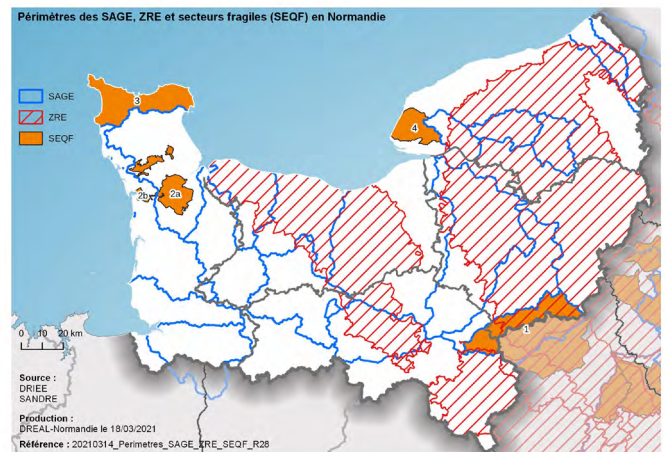 Périmètres des SAGE, ZRE et secteurs fragiles (SEQF) en Normandie
3
SAGE
ZRE
SEQF
4
2a
2b
1
0 10 20 km
Source :
DRIEE
SANDRE
Production :
DREAL-Normandie le 18/03/2021
Référence : 20210314_Perimetres_SAGE_ZRE_SEQF_R28